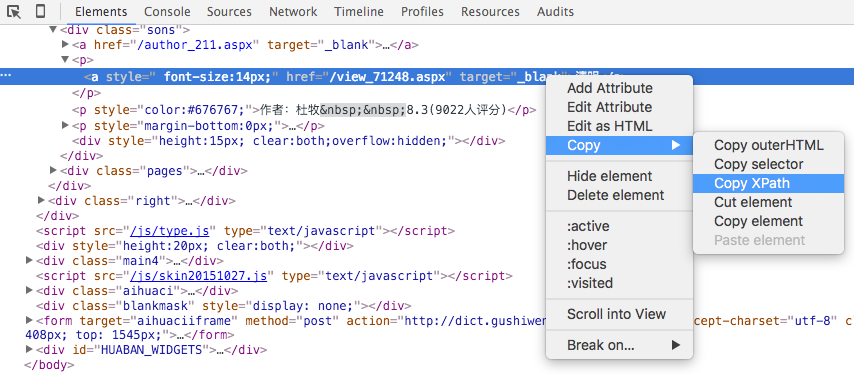 Elements Console Sources Network Timeline Profiles Resources Audits
<div class="sons">
<a href="/author_211.aspx" target="_blank">…</a>
<p>
<a style=" font-size:14px;" href="/view_71248.aspx" target="_blank"
</p>
<p style="color:#676767;">作者：杜牧&nbsp;&nbsp;8.3(9022人评分)</p>
<p style="margin-bottom:0px;">…</p>
<div style="height:15px; clear:both;overflow:hidden;"></div>
</div>
<div class="pages">…</div>
</div>
<div class="right">…</div>
</div>
<script src="/js/type.js" type="text/javascript"></script>
<div style="height:20px; clear:both;"></div>
<div class="main4">…</div>
<script src="/js/skin20151027.js" type="text/javascript"></script>
<div class="aihuaci">…</div>
<div class="blankmask" style="display: none;"></div>
<form target="aihuaciiframe" method="post" action="http://dict.gushiwen cept-charset="utf-8" c
408px; top: 1545px;">…</form>
<div id="HUABAN_WIDGETS">…</div>
</body>
Add Attribute
Edit Attribute
Edit as HTML
Copy
Hide element
Delete element
:active
:hover
:focus
:visited
Scroll into View
Break on...
Copy outerHTML
Copy selector
Copy XPath
Cut element
Copy element
Paste element